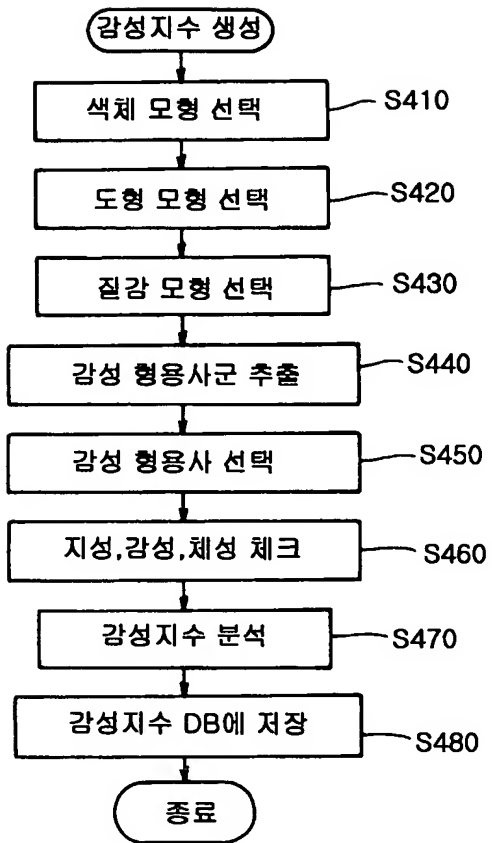 감성지수 생성
색체 모형 선택
S410
도형 모형 선택
S420
질감 모형 선택
S430
감성 형용사군 추출
S440
감성 형용사 선택
S450
지성,감성,체성 체크
S460
감성지수 분석
S470
감성지수 DB에 저장
S480
종료